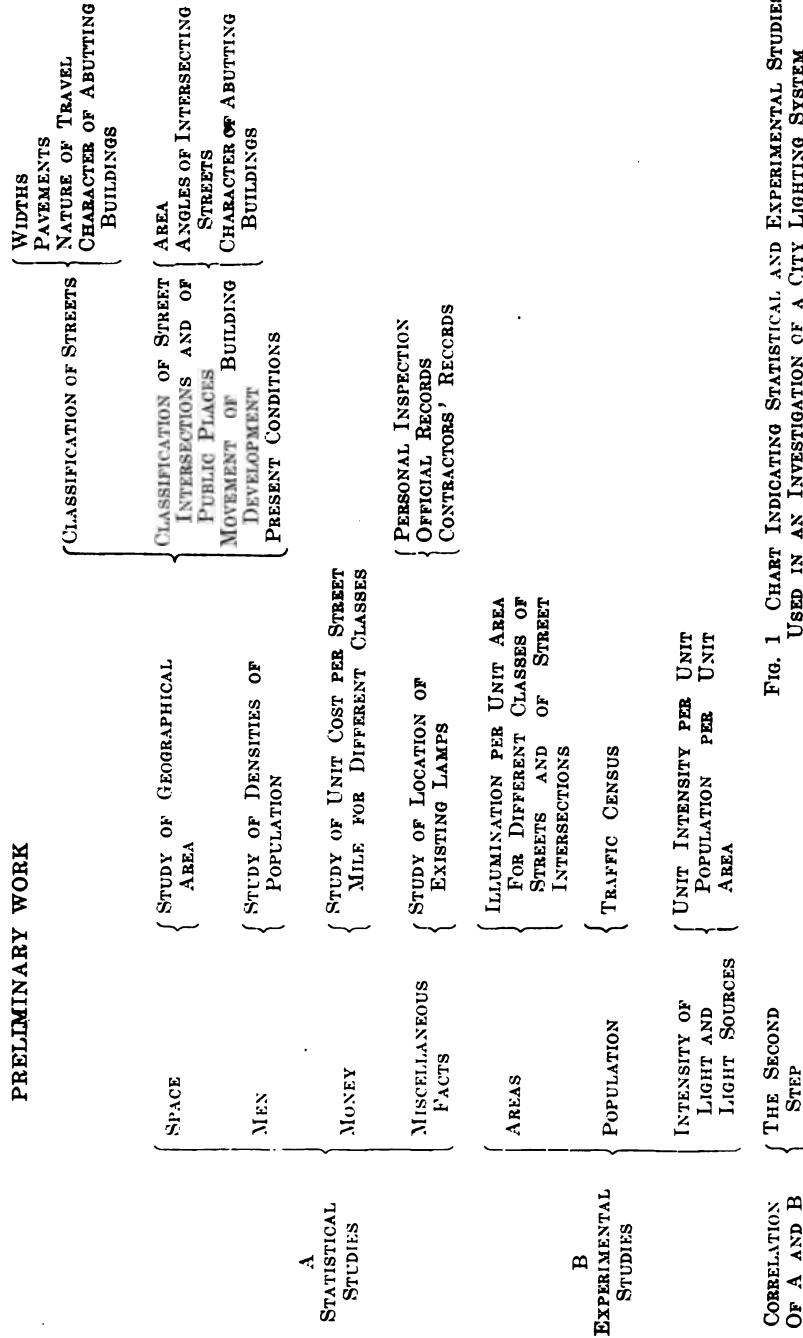 PRELIMINARY WORK
A
STATISTICAL
STUDIES
SPACE
STUDY OF GEOGRAPHICAL
AREA
CLASSIFICATION OF STREETS
WIDTHS
PAVEMENTS
NATURE OF TRAVEL
CHARACTER OF ABUTTING
BUILDINGS
CLASSIFICATION OF STREET
INTERSECTIONS AND OF
PUBLIC PLACES
AREA
ANGLES OF INTERSECTING
STREETS
CHARACTER OF ABUTTING
BUILDINGS
MOVEMENT OF BUILDING
DEVELOPMENT
PRESENT CONDITIONS
MEN
STUDY OF DENSITIES OF
POPULATION
MONEY
STUDY OF UNIT COST PER STREET
MILE FOR DIFFERENT CLASSES
MISCELLANEOUS
FACTS
STUDY OF LOCATION OF
EXISTING LAMPS
PERSONAL INSPECTION
OFFICIAL RECORDS
CONTRACTORS' RECORDS
B
EXPERIMENTAL
STUDIES
AREAS
ILLUMINATION PER UNIT AREA
FOR DIFFERENT CLASSES OF
STREETS AND OF STREET
INTERSECTIONS
POPULATION
TRAFFIC CENSUS
INTENSITY OF
LIGHT AND
LIGHT SOURCES
UNIT INTENSITY PER UNIT
POPULATION PER UNIT
AREA
CORRELATION
OF A AND B
THE SECOND
STEP
FIG. 1 CHART INDICATING STATISTICAL AND EXPERIMENTAL STUDIES
USED IN AN INVESTIGATION OF A CITY LIGHTING SYSTEM